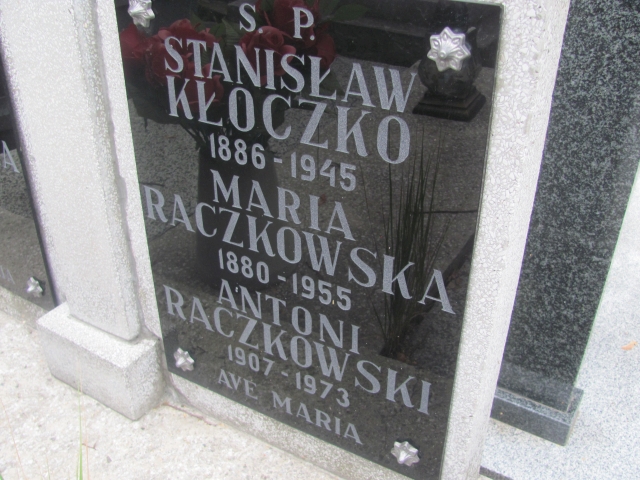 Ś. P.
STANISŁAW
KŁOCZKO
1886 - 1945
MARIA
RACZKOWSKA
1880 - 1955
ANTONI
RACZKOWSKI
1907 - 1973
AVE MARIA